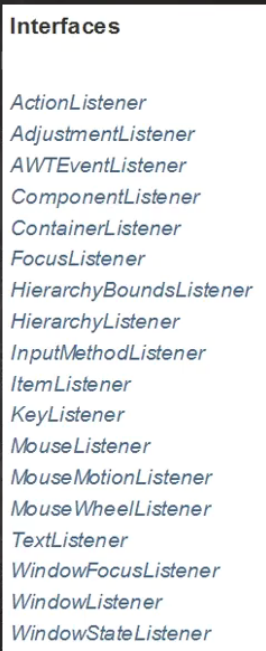 Interfaces
ActionListener
AdjustmentListener
AWTEventListener
ComponentListener
ContainerListener
FocusListener
HierarchyBoundsListener
HierarchyListener
InputMethodListener
ItemListener
KeyListener
MouseListener
MouseMotionListener
MouseWheelListener
TextListener
WindowFocusListener
WindowListener
WindowStateListener